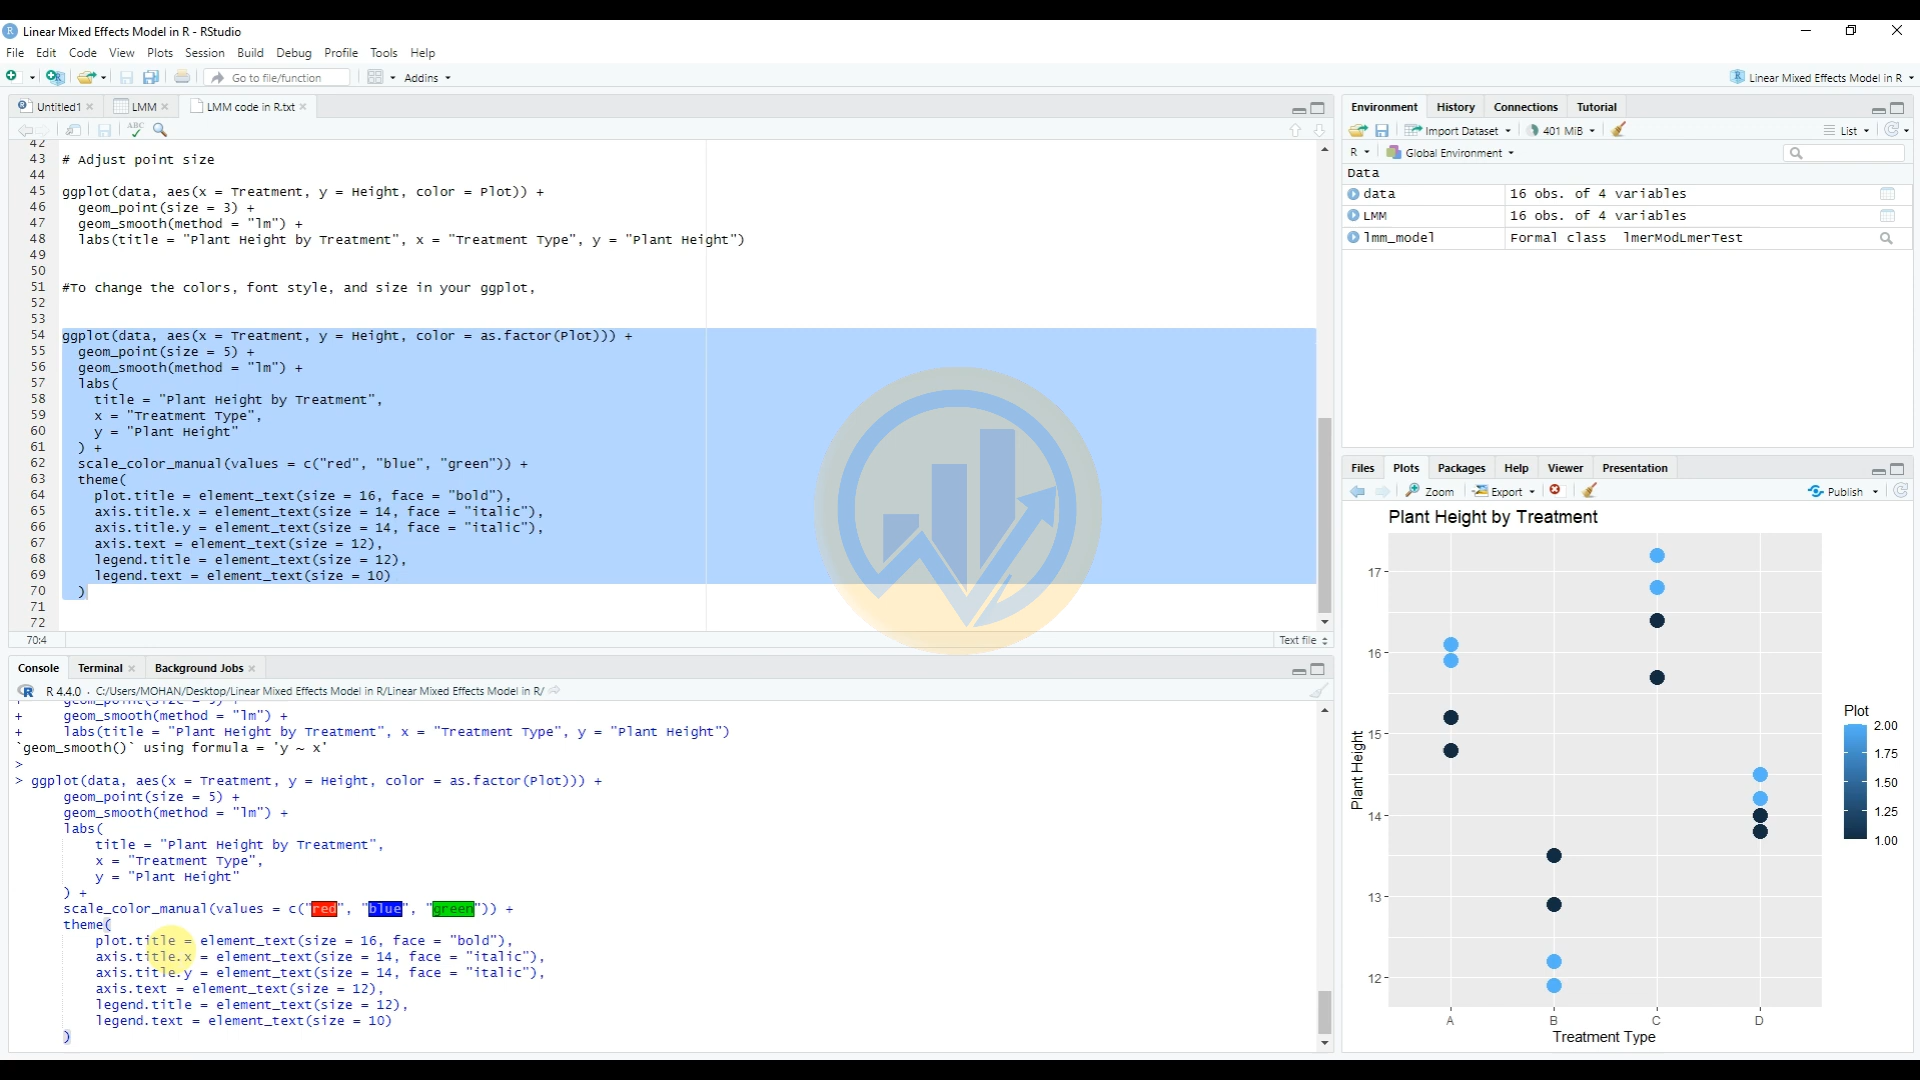 Linear Mixed Effects Model in R - RStudio
File Edit Code View Plots Session Build Debug Profile Tools Help
Go to file/function Addins Linear Mixed Effects Model in R
Untitled1 LMM LMM code in R.txt
42
43 # Adjust point size
44
45 ggplot(data, aes(x = Treatment, y = Height, color = Plot)) +
46 geom_point(size = 3) +
47 geom_smooth(method = "lm") +
48 labs(title = "Plant Height by Treatment", x = "Treatment Type", y = "Plant Height")
49
50
51 #To change the colors, font style, and size in your ggplot,
52
53
54 ggplot(data, aes(x = Treatment, y = Height, color = as.factor(Plot))) +
55 geom_point(size = 5) +
56 geom_smooth(method = "lm") +
57 labs(
58 title = "Plant Height by Treatment",
59 x = "Treatment Type",
60 y = "Plant Height"
61 ) +
62 scale_color_manual(values = c("red", "blue", "green")) +
63 theme(
64 plot.title = element_text(size = 16, face = "bold"),
65 axis.title.x = element_text(size = 14, face = "italic"),
66 axis.title.y = element_text(size = 14, face = "italic"),
67 axis.text = element_text(size = 12),
68 legend.title = element_text(size = 12),
69 legend.text = element_text(size = 10)
70 )
71
72
70:4 Text file
Console Terminal Background Jobs
R 4.4.0 · C:/Users/MOHAN/Desktop/Linear Mixed Effects Model in R/Linear Mixed Effects Model in R/
+ geom_smooth(method = "lm") +
+ labs(title = "Plant Height by Treatment", x = "Treatment Type", y = "Plant Height")
`geom_smooth()` using formula = 'y ~ x'
>
> ggplot(data, aes(x = Treatment, y = Height, color = as.factor(Plot))) +
geom_point(size = 5) +
geom_smooth(method = "lm") +
labs(
title = "Plant Height by Treatment",
x = "Treatment Type",
y = "Plant Height"
) +
scale_color_manual(values = c("red", "blue", "green")) +
theme(
plot.title = element_text(size = 16, face = "bold"),
axis.title.x = element_text(size = 14, face = "italic"),
axis.title.y = element_text(size = 14, face = "italic"),
axis.text = element_text(size = 12),
legend.title = element_text(size = 12),
legend.text = element_text(size = 10)
)
Environment History Connections Tutorial
Import Dataset 401 MiB List
R Global Environment
Data
data 16 obs. of 4 variables
LMM 16 obs. of 4 variables
lmm_model Formal class lmerModLmerTest
Files Plots Packages Help Viewer Presentation
Zoom Export Publish
Plant Height by Treatment
17
16
15
14
13
12
Plant Height
A B C D
Treatment Type
Plot
2.00
1.75
1.50
1.25
1.00